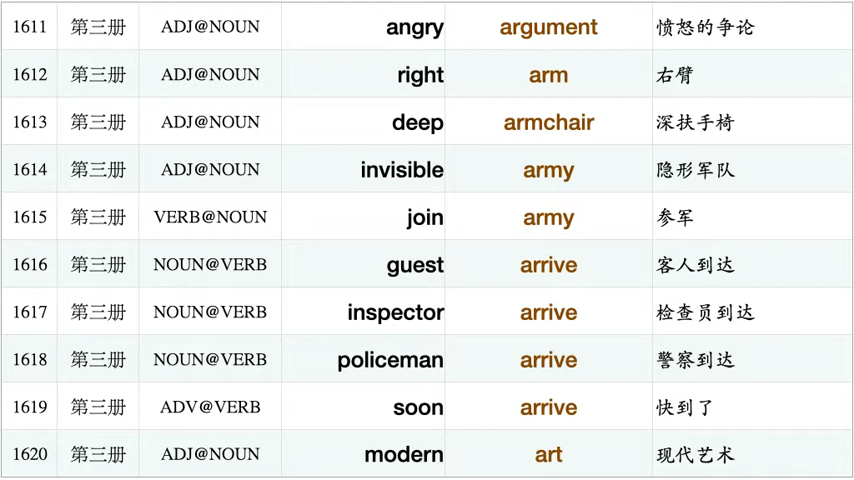 1611 第三册 ADJ@NOUN angry argument 愤怒的争论
1612 第三册 ADJ@NOUN right arm 右臂
1613 第三册 ADJ@NOUN deep armchair 深扶手椅
1614 第三册 ADJ@NOUN invisible army 隐形军队
1615 第三册 VERB@NOUN join army 参军
1616 第三册 NOUN@VERB guest arrive 客人到达
1617 第三册 NOUN@VERB inspector arrive 检查员到达
1618 第三册 NOUN@VERB policeman arrive 警察到达
1619 第三册 ADV@VERB soon arrive 快到了
1620 第三册 ADJ@NOUN modern art 现代艺术